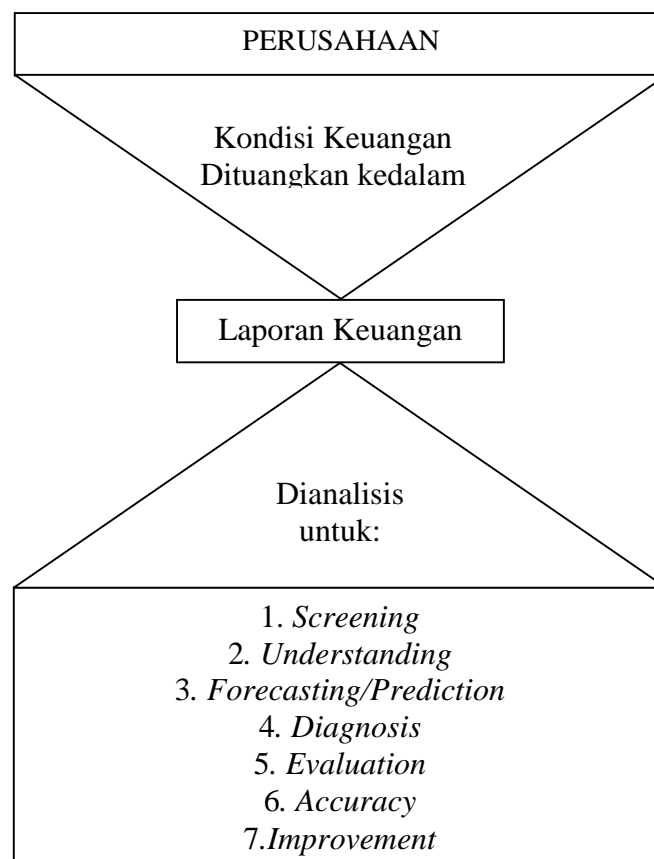 PERUSAHAAN
Kondisi Keuangan
Dituangkan kedalam
Laporan Keuangan
Dianalisis
untuk:
1. Screening
2. Understanding
3. Forecasting/Prediction
4. Diagnosis
5. Evaluation
6. Accuracy
7.Improvement